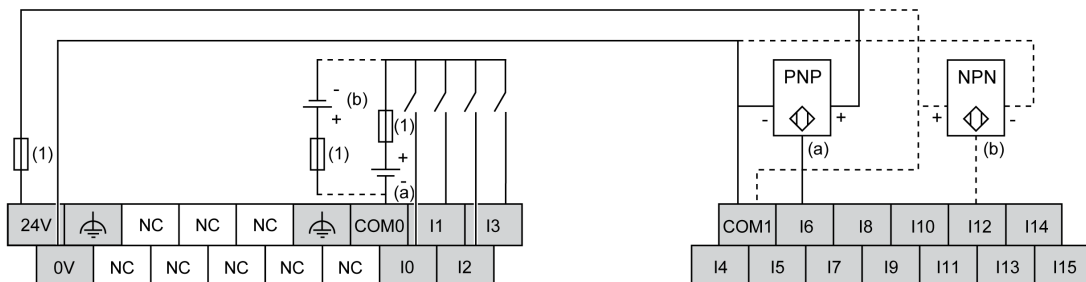 PNP
NPN
-
(b)
+
(1)
(1)
(1)
+
-
(a)
-
+
+
-
(a)
(b)
24V
NC
NC
NC
COM0
I1
I3
COM1
I6
I8
I10
I12
I14
0V
NC
NC
NC
NC
NC
I0
I2
I4
I5
I7
I9
I11
I13
I15